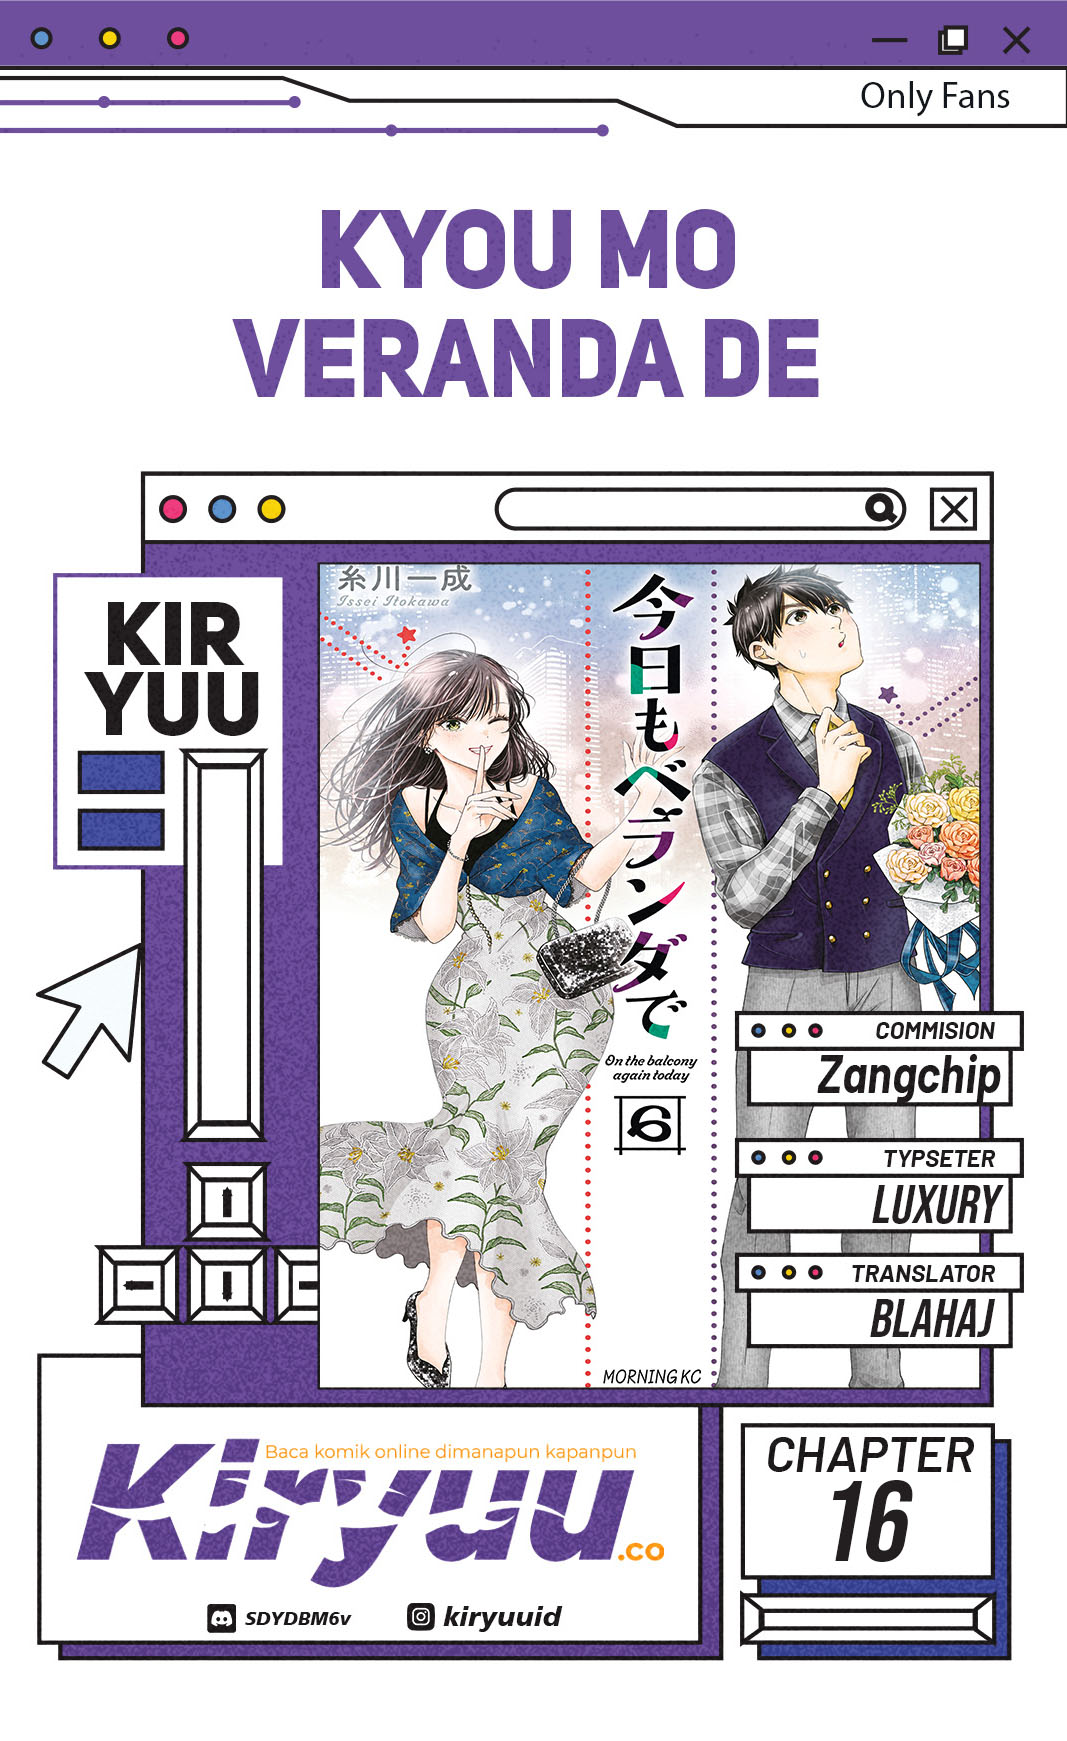 Only Fans
KYOU MO
VERANDA DE
KIR
YUU
糸川一成
Issei Itokawa
今日もベランダで
On the balcony
again today
6
MORNING KC
COMMISION
Zangchip
TYPSETER
LUXURY
TRANSLATOR
BLAHAJ
Baca komik online dimanapun kapanpun
Kiryuu.co
SDYDBM6v
kiryuuid
CHAPTER
16